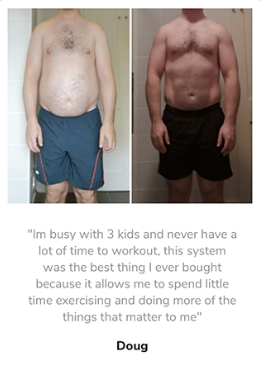 "Im busy with 3 kids and never have a
lot of time to workout, this system
was the best thing I ever bought
because it allows me to spend little
time exercising and doing more of the
things that matter to me"
Doug